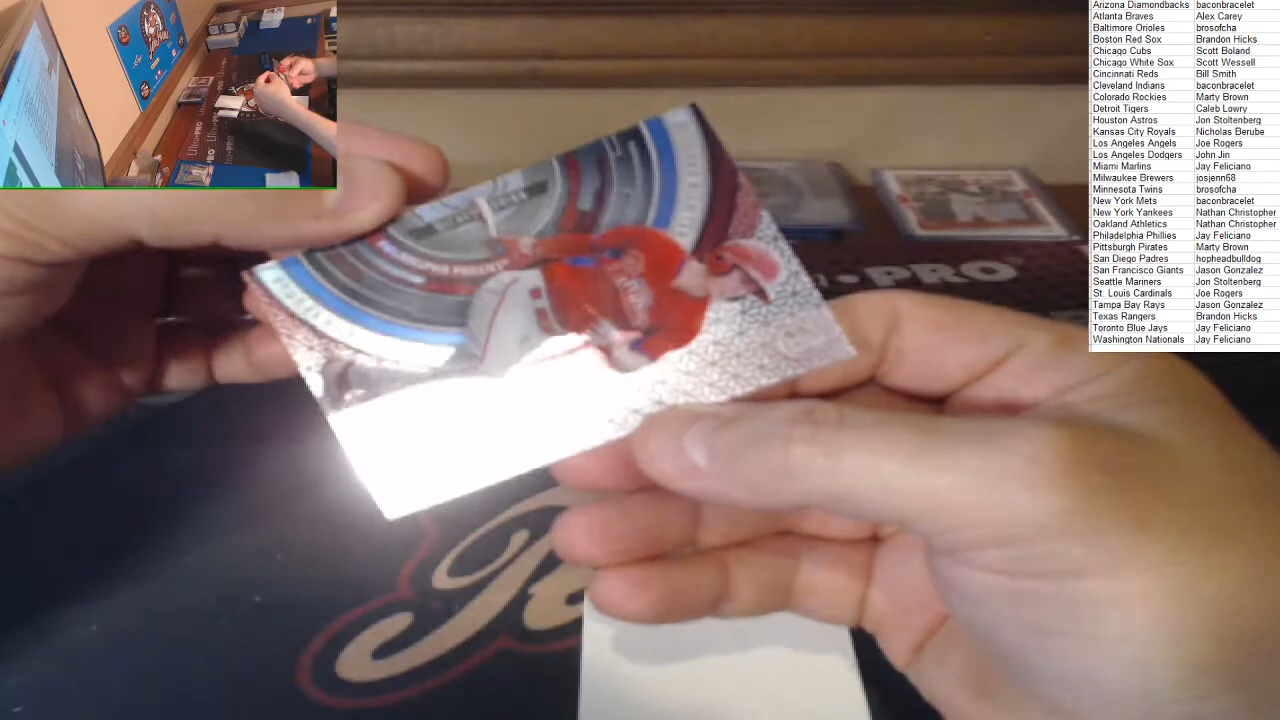 Arizona Diamondbacks baconbracelet
Atlanta Braves Alex Carey
Baltimore Orioles brosofcha
Boston Red Sox Brandon Hicks
Chicago Cubs Scott Boland
Chicago White Sox Scott Wessell
Cincinnati Reds Bill Smith
Cleveland Indians baconbracelet
Colorado Rockies Marty Brown
Detroit Tigers Caleb Lowry
Houston Astros Jon Stoltenberg
Kansas City Royals Nicholas Berube
Los Angeles Angels Joe Rogers
Los Angeles Dodgers John Jin
Miami Marlins Jay Feliciano
Milwaukee Brewers josjenn68
Minnesota Twins brosofcha
New York Mets baconbracelet
New York Yankees Nathan Christopher
Oakland Athletics Nathan Christopher
Philadelphia Phillies Jay Feliciano
Pittsburgh Pirates Marty Brown
San Diego Padres hopheadbulldog
San Francisco Giants Jason Gonzalez
Seattle Mariners Jon Stoltenberg
St. Louis Cardinals Joe Rogers
Tampa Bay Rays Jason Gonzalez
Texas Rangers Brandon Hicks
Toronto Blue Jays Jay Feliciano
Washington Nationals Jay Feliciano
PRO